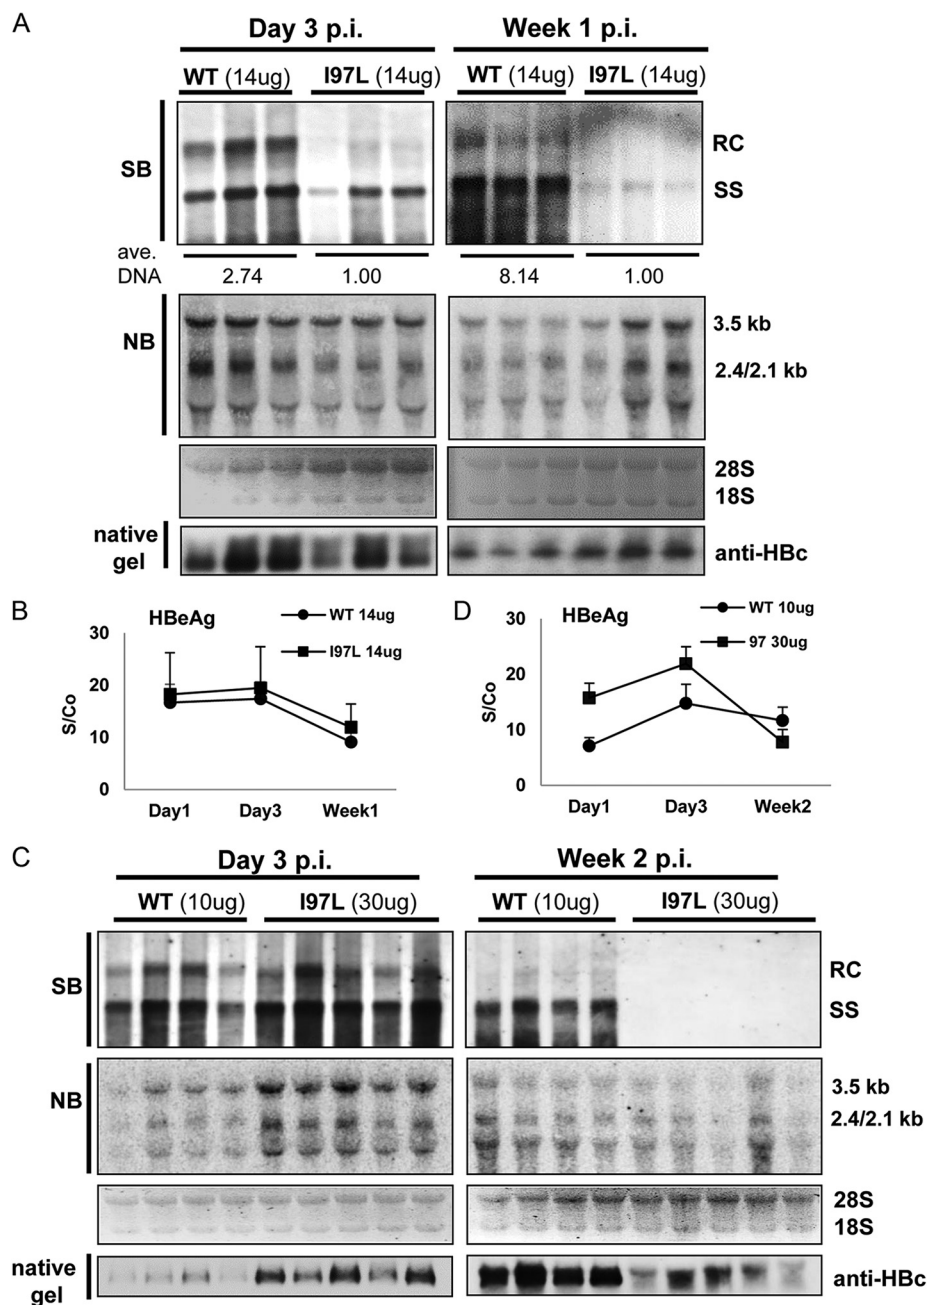 A
Day 3 p.i. Week 1 p.i.
WT (14ug) I97L (14ug) WT (14ug) I97L (14ug)
SB
RC
SS
ave.
DNA 2.74 1.00 8.14 1.00
NB
3.5 kb
2.4/2.1 kb
28S
18S
native
gel
anti-HBc
B
HBeAg
WT 14ug
I97L 14ug
30
20
10
0
S/Co
Day1 Day3 Week1
D
HBeAg
WT 10ug
97 30ug
30
20
10
0
S/Co
Day1 Day3 Week2
C
Day 3 p.i. Week 2 p.i.
WT (10ug) I97L (30ug) WT (10ug) I97L (30ug)
SB
RC
SS
NB
3.5 kb
2.4/2.1 kb
28S
18S
native
gel
anti-HBc